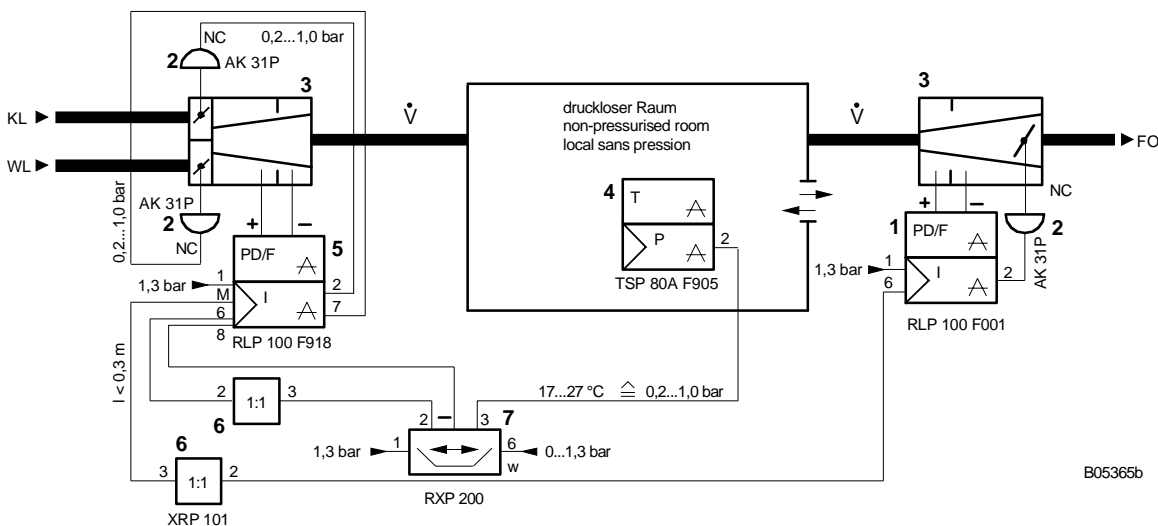 NC
0,2...1,0 bar
2
AK 31P
3
3
KL
WL
V̇
V̇
FO
druckloser Raum
non-pressurised room
local sans pression
0,2...1,0 bar
AK 31P
2
NC
+
−
5
PD/F
1,3 bar
1
M
6
8
I
2
7
RLP 100 F918
4
T
P
2
TSP 80A F905
NC
+
−
1
PD/F
2
AK 31P
1,3 bar
1
6
I
2
RLP 100 F001
l < 0,3 m
2
1:1
3
6
17...27 °C ≙ 0,2...1,0 bar
2
−
3
7
1,3 bar
1
6
w
0...1,3 bar
RXP 200
6
3
1:1
2
XRP 101
B05365b